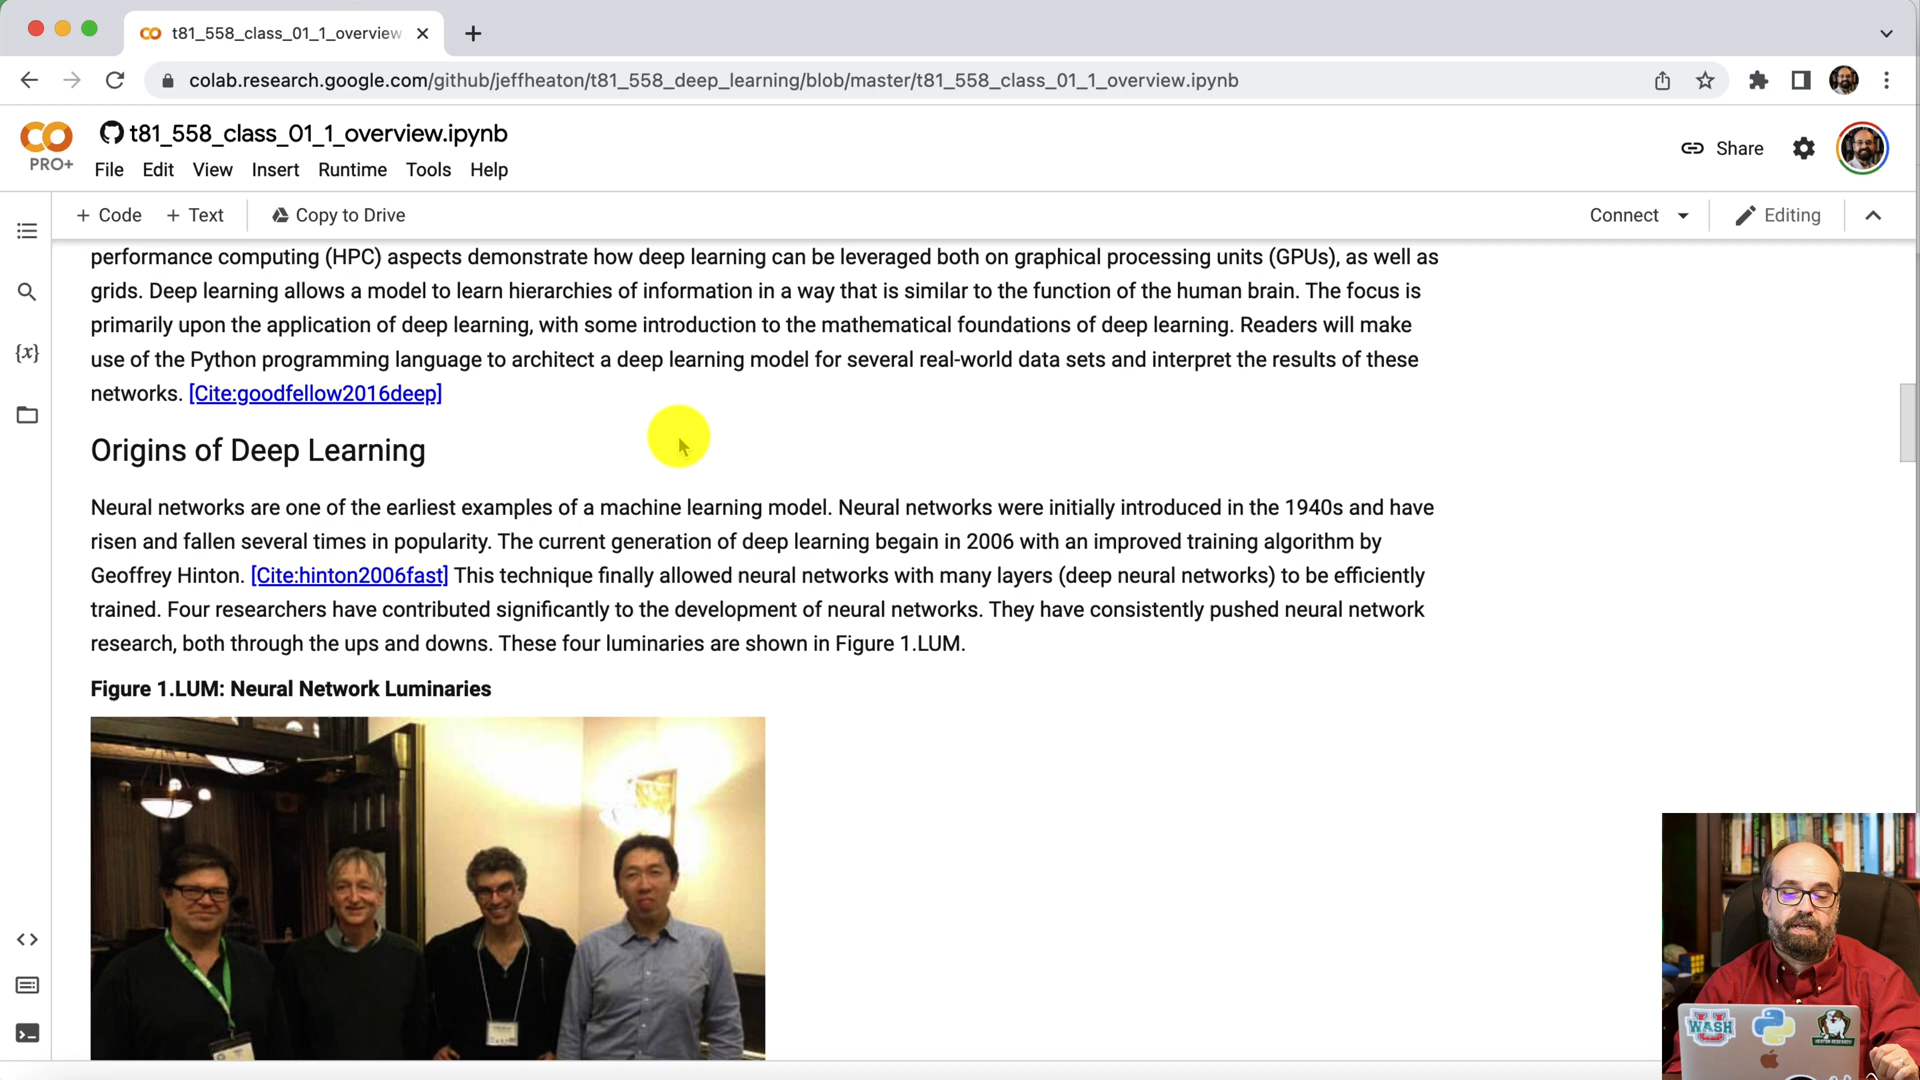 t81_558_class_01_1_overview
colab.research.google.com/github/jeffheaton/t81_558_deep_learning/blob/master/t81_558_class_01_1_overview.ipynb
PRO+
t81_558_class_01_1_overview.ipynb
File Edit View Insert Runtime Tools Help
Share
+ Code + Text Copy to Drive
Connect
Editing
{x}
performance computing (HPC) aspects demonstrate how deep learning can be leveraged both on graphical processing units (GPUs), as well as
grids. Deep learning allows a model to learn hierarchies of information in a way that is similar to the function of the human brain. The focus is
primarily upon the application of deep learning, with some introduction to the mathematical foundations of deep learning. Readers will make
use of the Python programming language to architect a deep learning model for several real-world data sets and interpret the results of these
networks. [Cite:goodfellow2016deep]
Origins of Deep Learning
Neural networks are one of the earliest examples of a machine learning model. Neural networks were initially introduced in the 1940s and have
risen and fallen several times in popularity. The current generation of deep learning begain in 2006 with an improved training algorithm by
Geoffrey Hinton. [Cite:hinton2006fast] This technique finally allowed neural networks with many layers (deep neural networks) to be efficiently
trained. Four researchers have contributed significantly to the development of neural networks. They have consistently pushed neural network
research, both through the ups and downs. These four luminaries are shown in Figure 1.LUM.
Figure 1.LUM: Neural Network Luminaries
WASH
HEATON RESEARCH